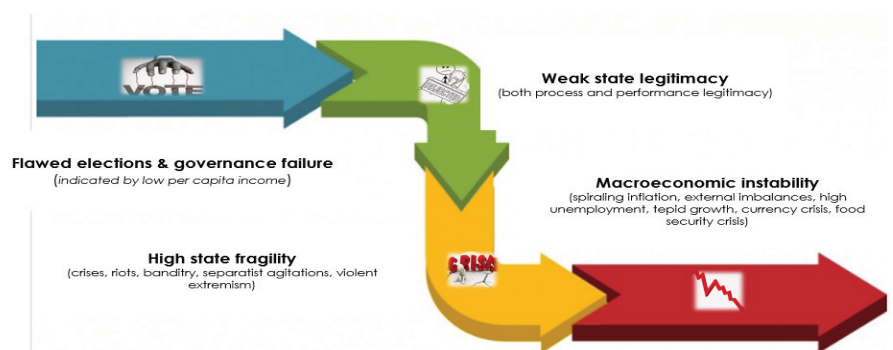 VOTE
Weak state legitimacy
(both process and performance legitimacy)
Flawed elections & governance failure
(indicated by low per capita income)
Macroeconomic instability
(spiraling inflation, external imbalances, high
unemployment, tepid growth, currency crisis, food
security crisis)
High state fragility
(crises, riots, banditry, separatist agitations, violent
extremism)